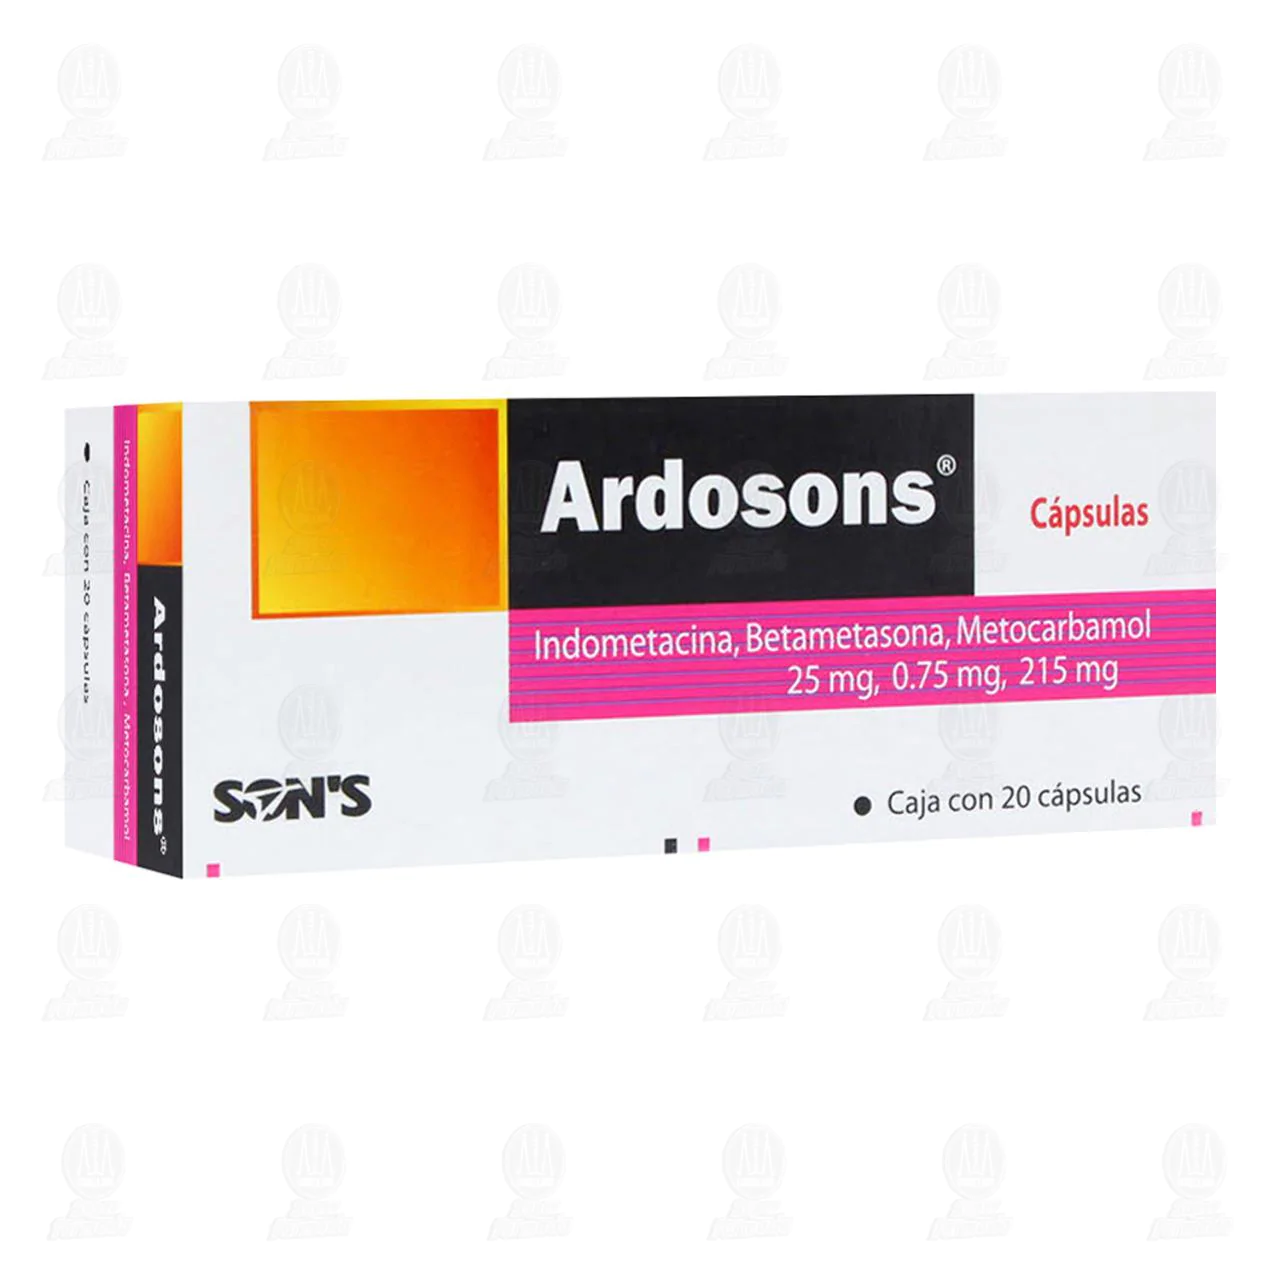 Ardosons®
Cápsulas
Indometacina, Betametasona, Metocarbamol
25 mg, 0.75 mg, 215 mg
SON'S
Caja con 20 cápsulas
Caja con 20 cápsulas
Indometacina, Betametasona, Metocarbamol
Ardosons®